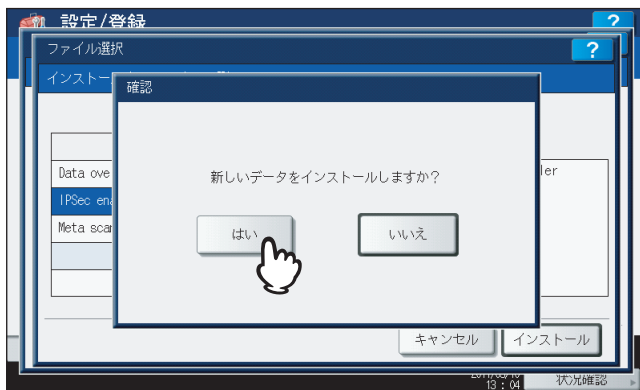 設定/登録
?
ファイル選択
?
インストー
確認
Data ove
ler
IPSec ena
Meta scan
新しいデータをインストールしますか?
はい
いいえ
キャンセル
インストール
13 : 04
状況確認